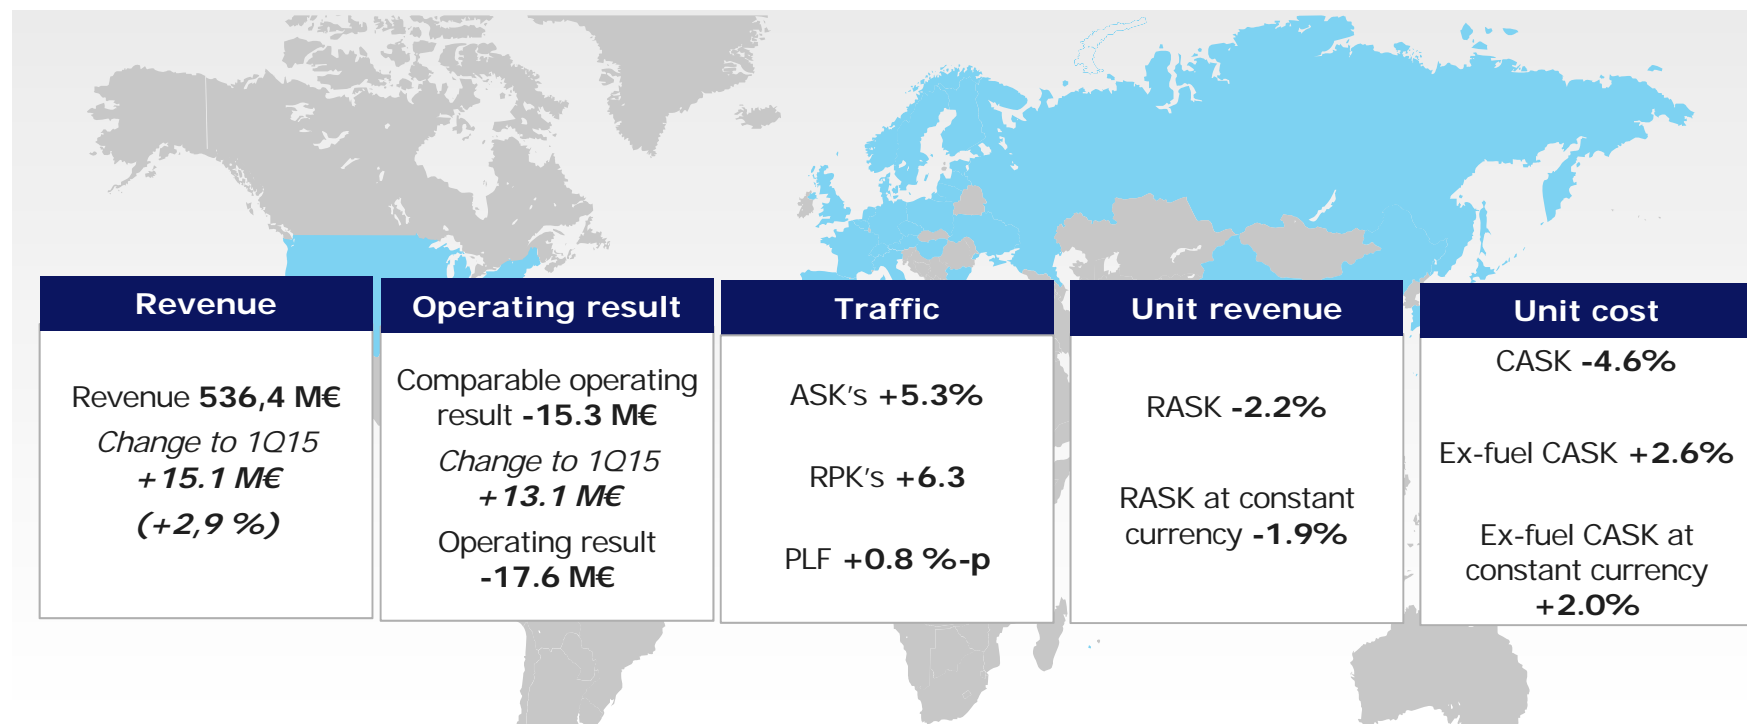 Revenue
Revenue 536,4 M€
Change to 1Q15
+15.1 M€
(+2,9 %)
Operating result
Comparable operating
result -15.3 M€
Change to 1Q15
+13.1 M€
Operating result
-17.6 M€
Traffic
ASK's +5.3%
RPK's +6.3
PLF +0.8 %-p
Unit revenue
RASK -2.2%
RASK at constant
currency -1.9%
Unit cost
CASK -4.6%
Ex-fuel CASK +2.6%
Ex-fuel CASK at
constant currency
+2.0%